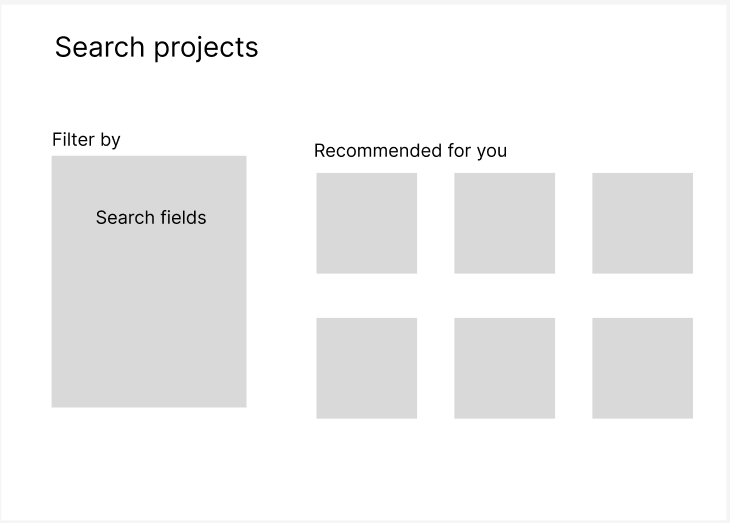 Search projects
Filter by
Search fields
Recommended for you